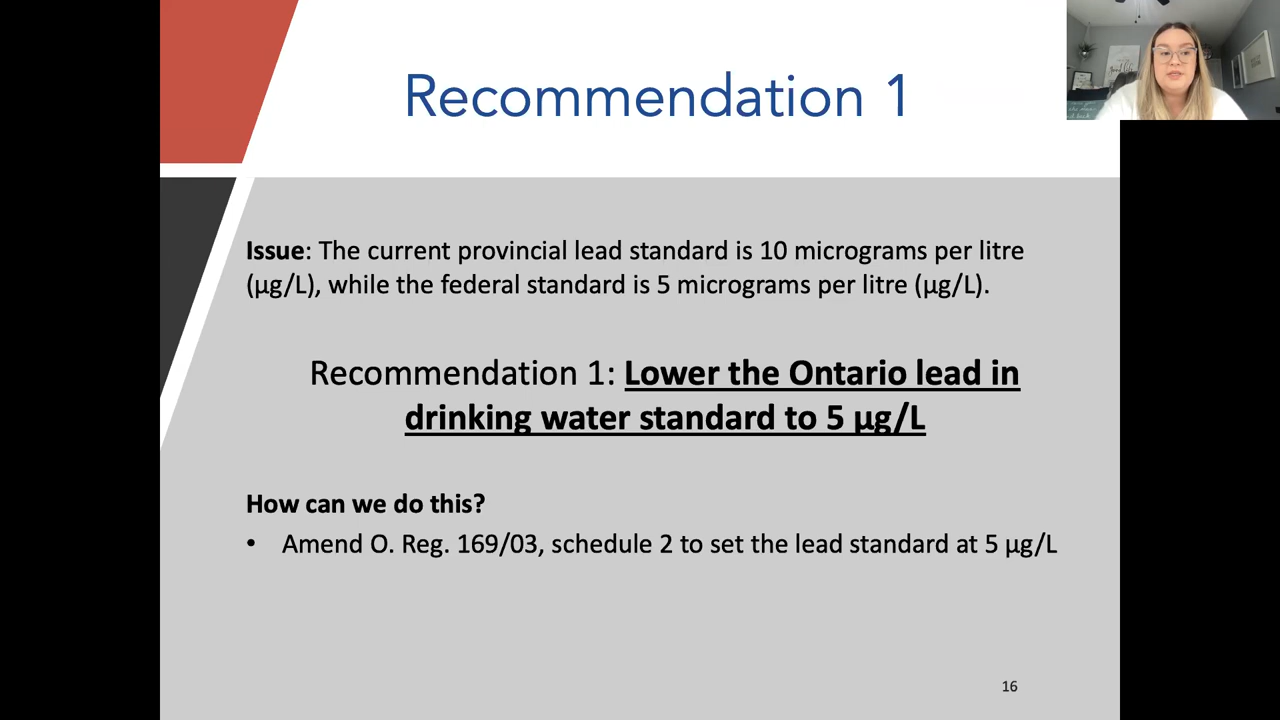 Recommendation 1
Issue: The current provincial lead standard is 10 micrograms per litre
(µg/L), while the federal standard is 5 micrograms per litre (µg/L).
Recommendation 1: Lower the Ontario lead in
drinking water standard to 5 µg/L
How can we do this?
• Amend O. Reg. 169/03, schedule 2 to set the lead standard at 5 µg/L
16